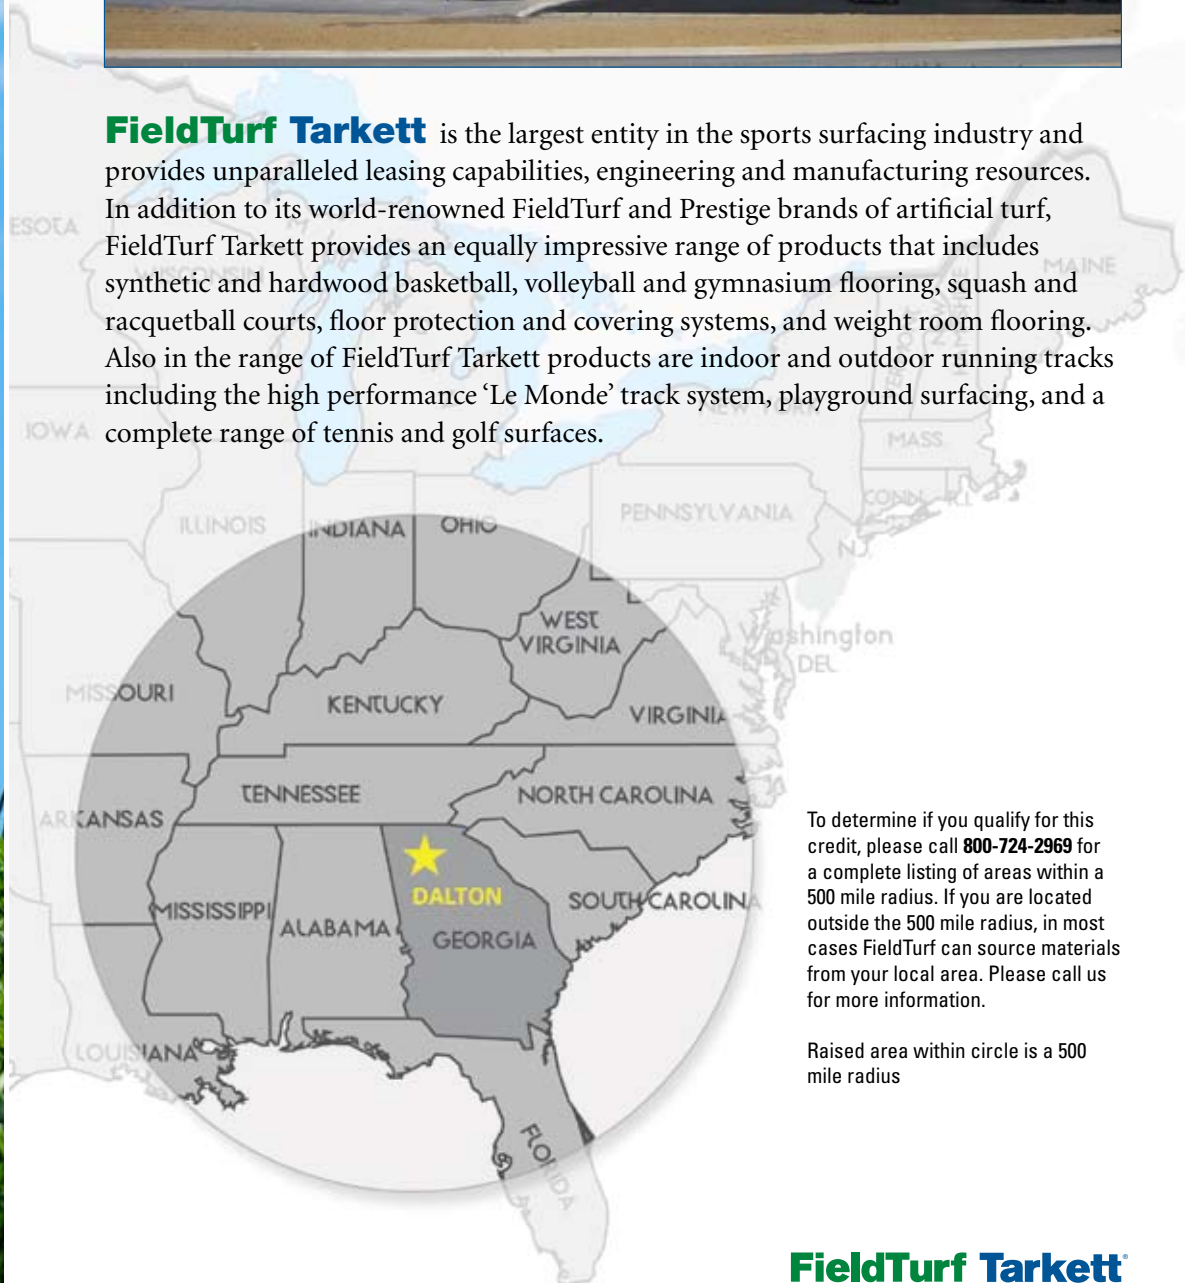 FieldTurf Tarkett is the largest entity in the sports surfacing industry and
provides unparalleled leasing capabilities, engineering and manufacturing resources.
In addition to its world-renowned FieldTurf and Prestige brands of artificial turf,
FieldTurf Tarkett provides an equally impressive range of products that includes
synthetic and hardwood basketball, volleyball and gymnasium flooring, squash and
racquetball courts, floor protection and covering systems, and weight room flooring.
Also in the range of FieldTurf Tarkett products are indoor and outdoor running tracks
including the high performance ‘Le Monde’ track system, playground surfacing, and a
complete range of tennis and golf surfaces.
ESOTA
WISCONSIN
MAINE
NEW YORK
IOWA
MASS
CONN
R.I.
PENNSYLVANIA
NJ
ILLINOIS
INDIANA
OHIO
WEST
VIRGINIA
Washington
DEL
MISSOURI
KENTUCKY
VIRGINIA
TENNESSEE
NORTH CAROLINA
ARKANSAS
DALTON
MISSISSIPPI
ALABAMA
GEORGIA
SOUTH CAROLINA
LOUISIANA
FLORIDA
To determine if you qualify for this
credit, please call 800-724-2969 for
a complete listing of areas within a
500 mile radius. If you are located
outside the 500 mile radius, in most
cases FieldTurf can source materials
from your local area. Please call us
for more information.
Raised area within circle is a 500
mile radius
FieldTurf Tarkett®